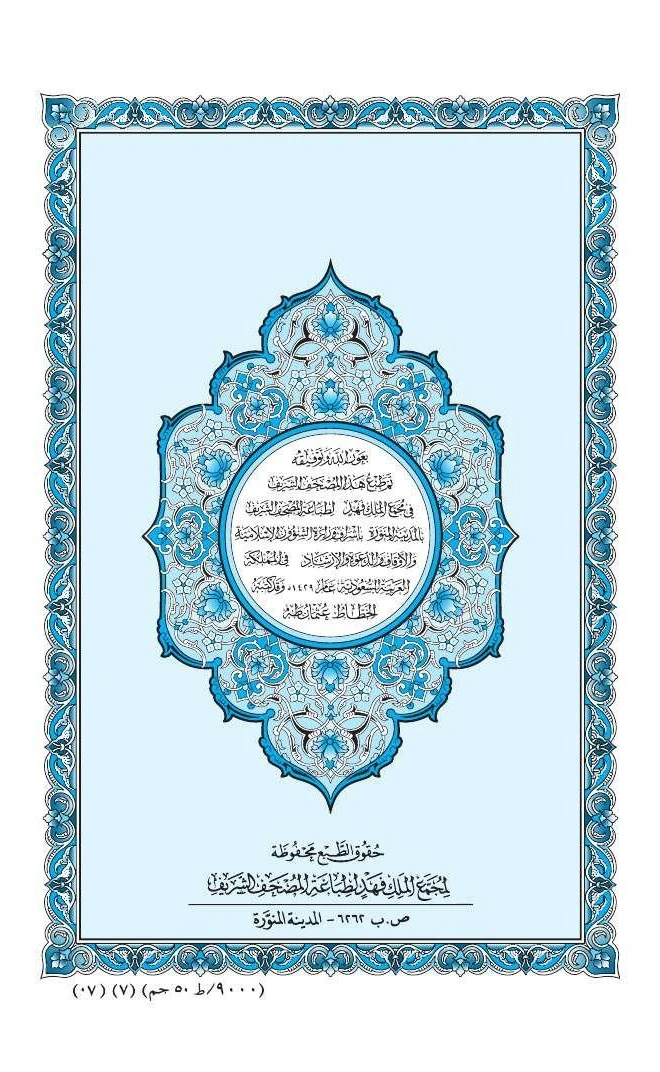 بعون الله وتوفيقه
تم طبع هذا المصحف الشريف
في مجمع الملك فهد لطباعة المصحف الشريف
بالمدينة المنورة بإشراف وزارة الشؤون الإسلامية
والأوقاف والدعوة والإرشاد في المملكة
العربية السعودية عام ١٤٢٩، وقد كتبه
الخطاط: عثمان طه
حقوق الطبع محفوظة
لمجمع الملك فهد لطباعة المصحف الشريف
ص.ب ٦٢٦٢ - المدينة المنورة
(٩٠٠٠/ط ٥٠ جم) (٧) (٠٧)